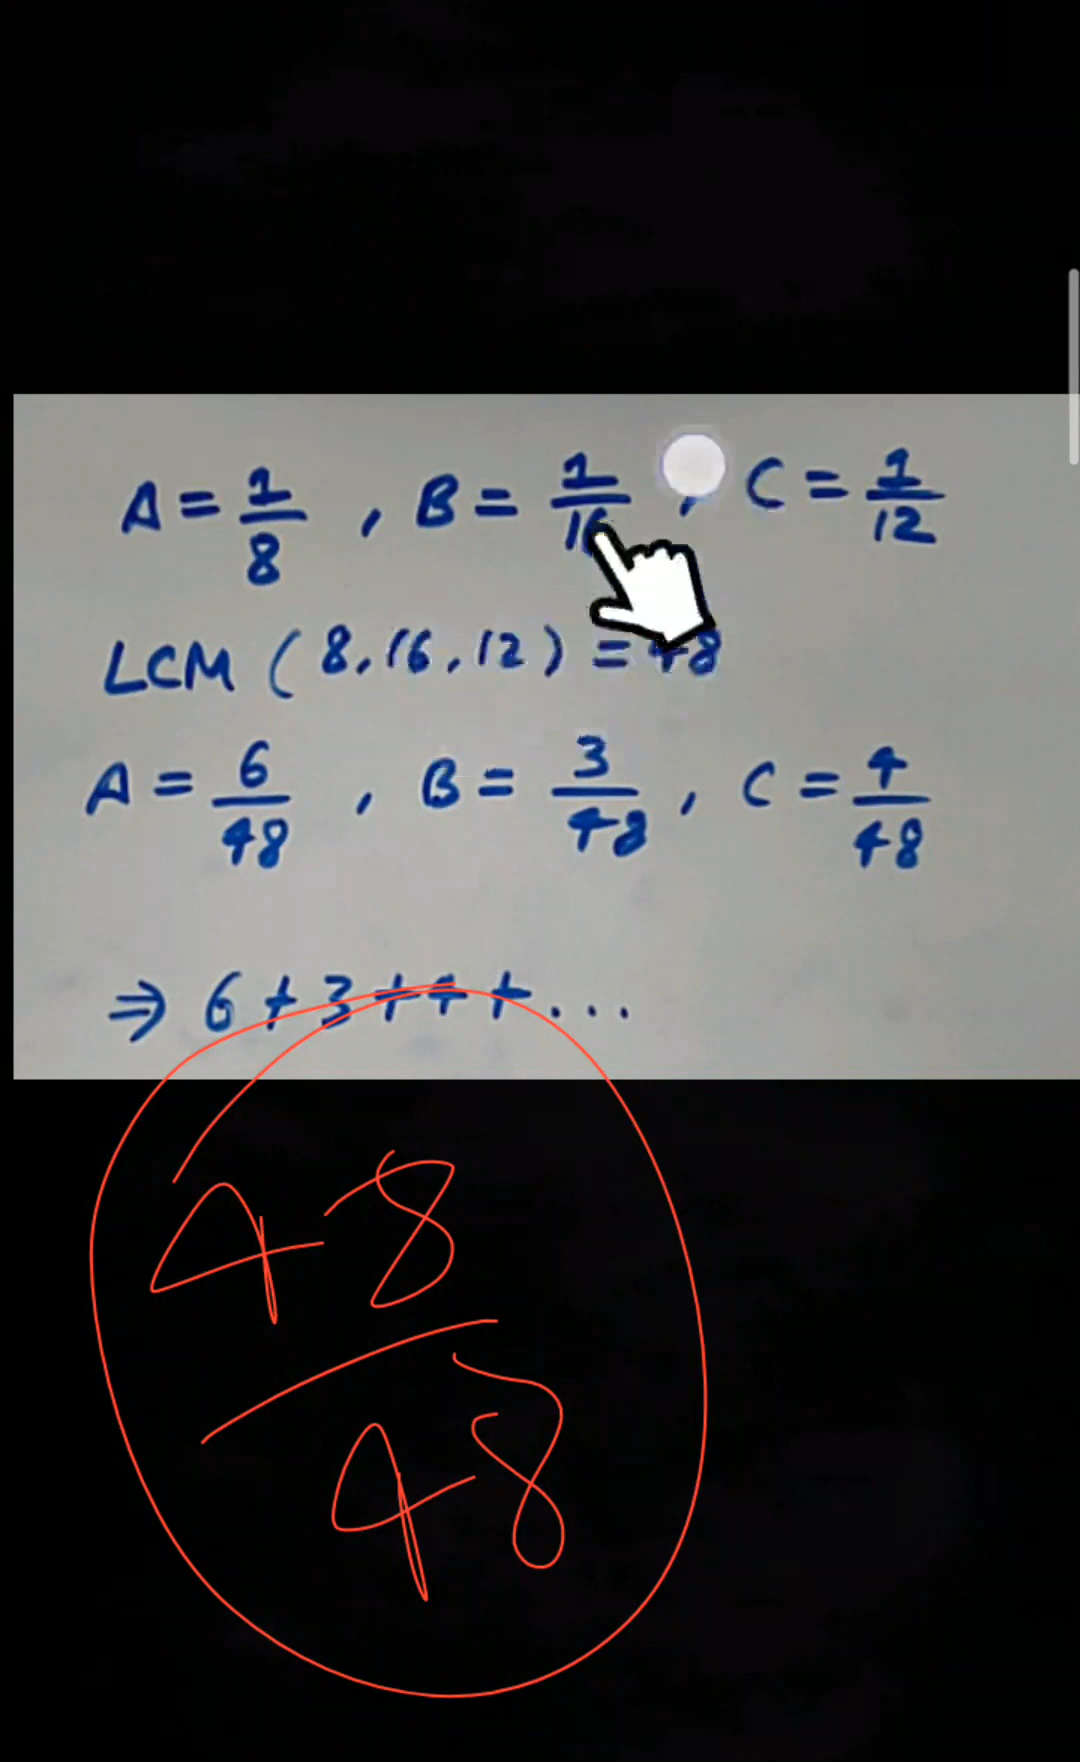 A = 1/8 , B = 1/16 , C = 1/12
LCM ( 8, 16, 12 ) = 48
A = 6/48 , B = 3/48 , C = 4/48
⇒ 6 + 3 + 4 + ...
48/48